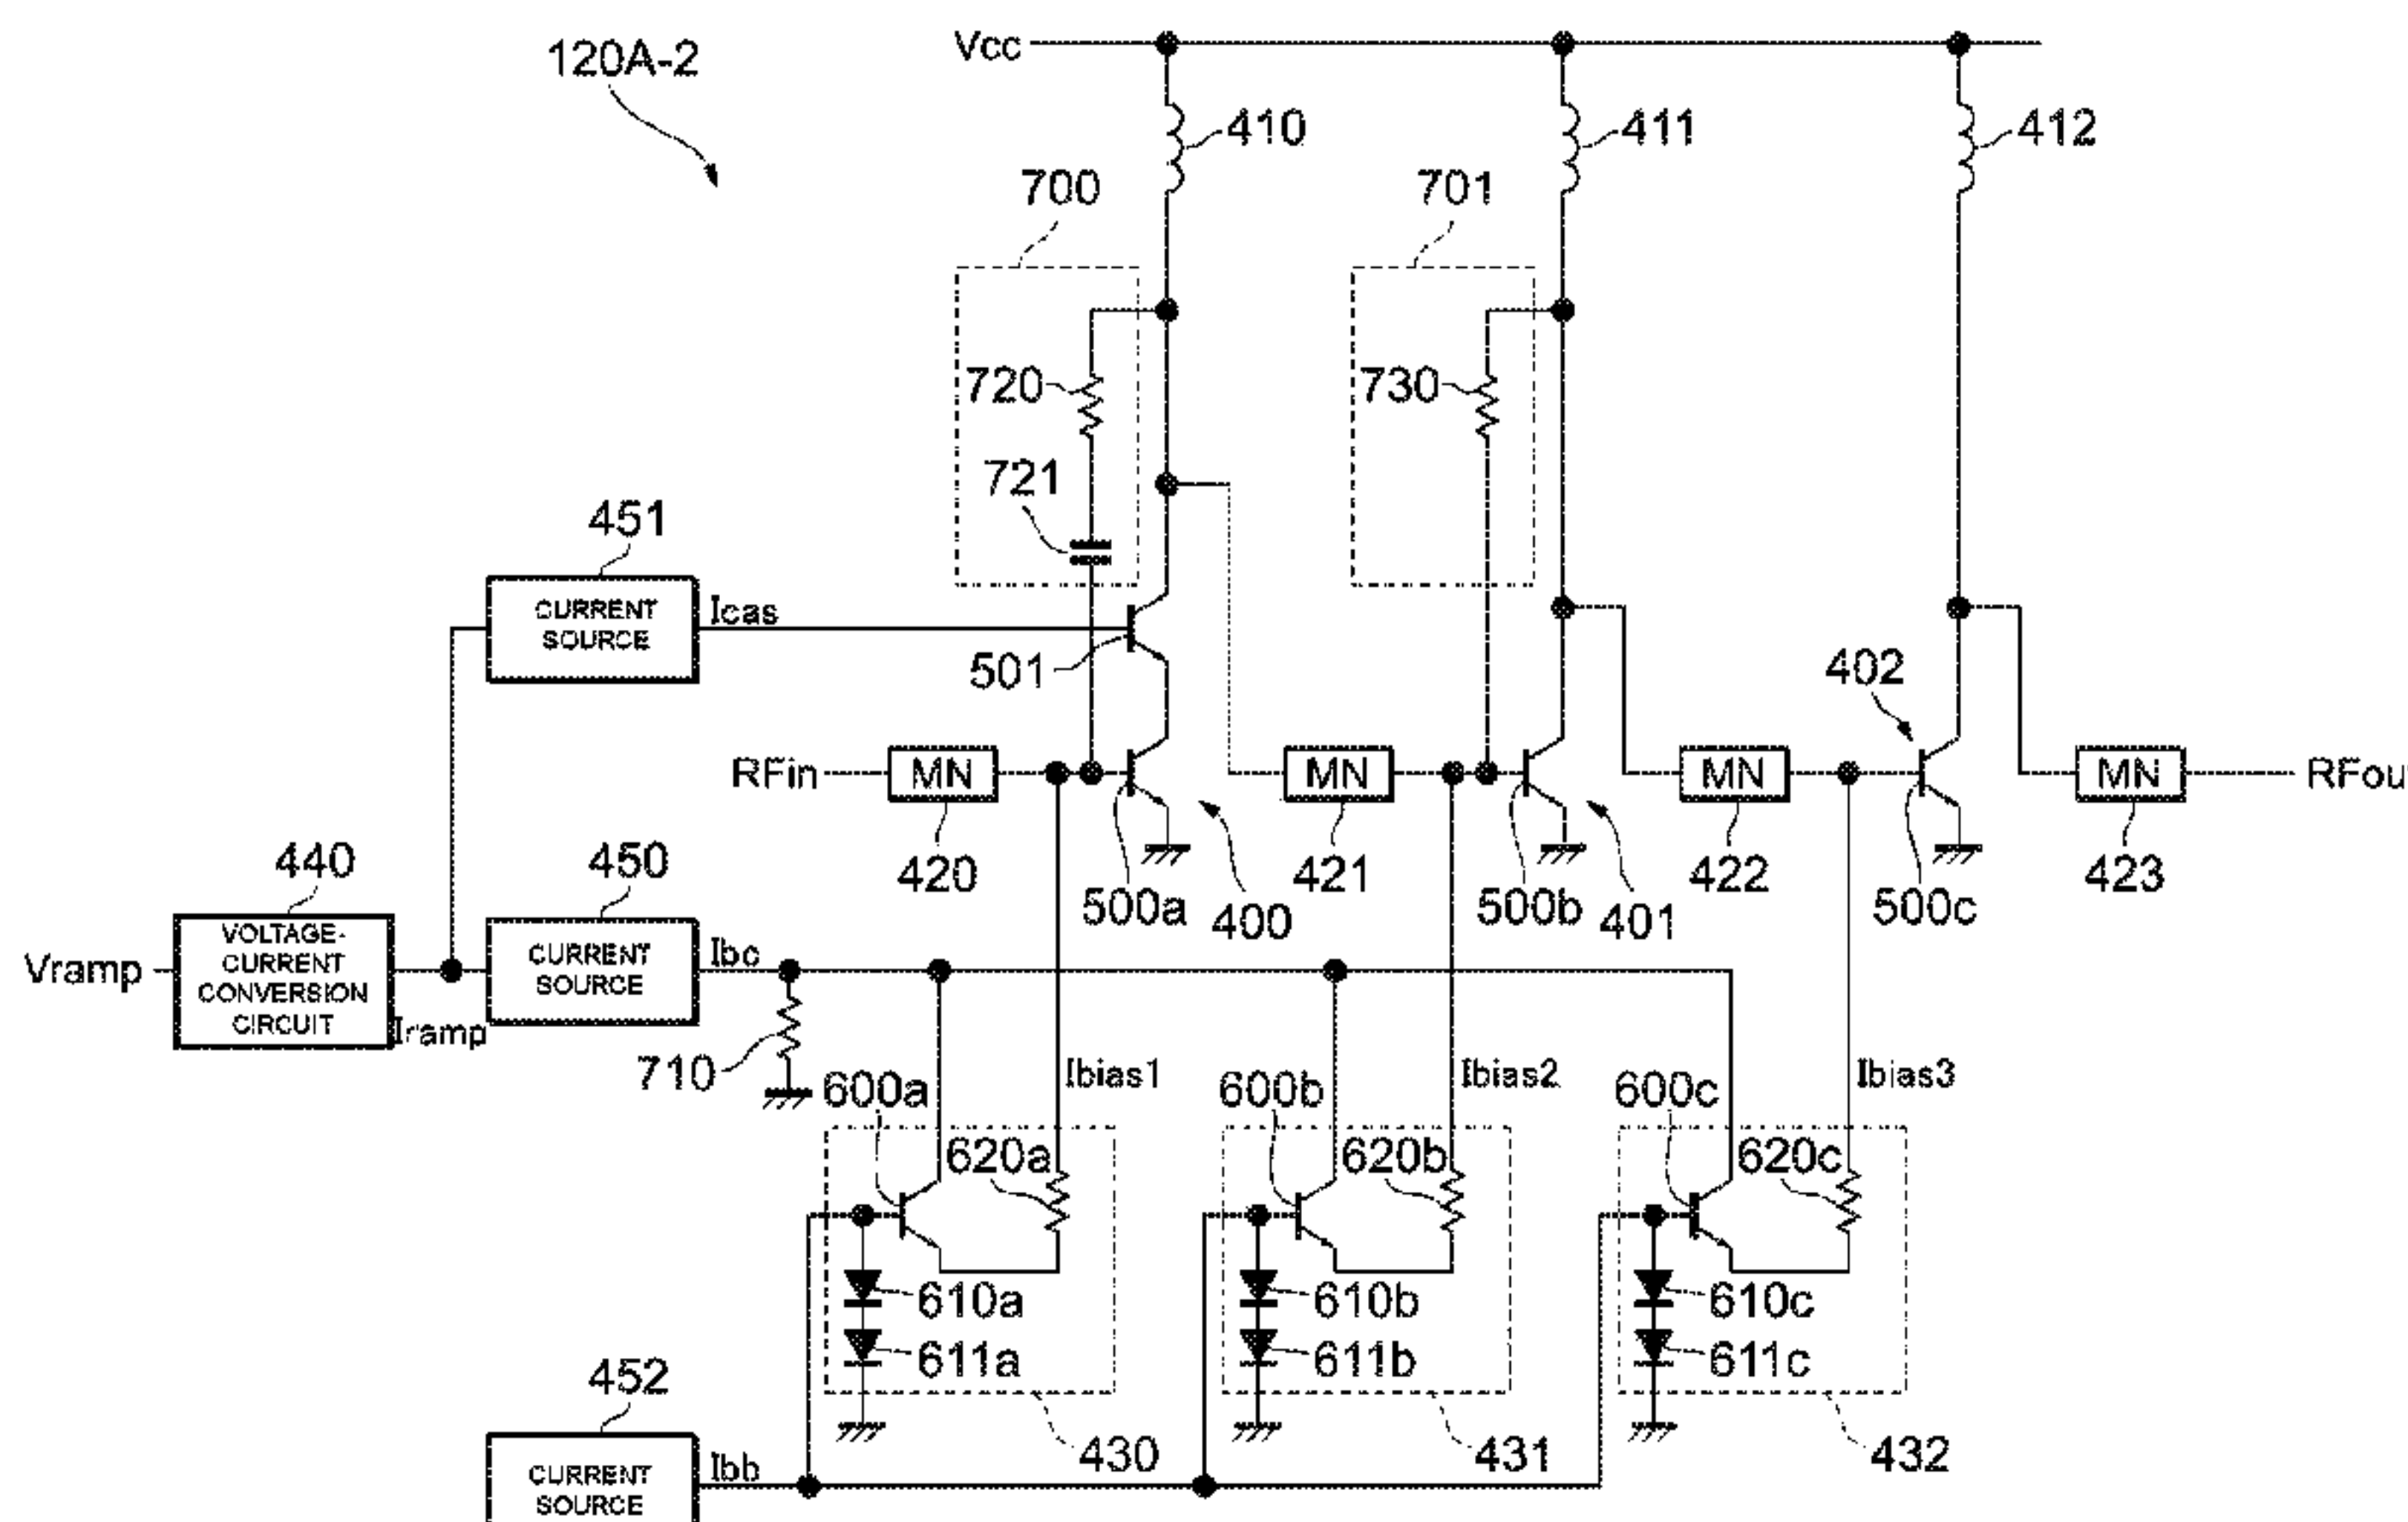 120A-2
Vcc
410
411
412
700
701
720
730
721
451
CURRENT
SOURCE
Icas
501
402
RFin
MN
MN
MN
MN
RFou
420
421
422
423
500a
400
500b
401
500c
440
450
VOLTAGE-
CURRENT
CONVERSION
CIRCUIT
Vramp
Iramp
CURRENT
SOURCE
Ibc
710
Ibias1
Ibias2
Ibias3
600a
600b
600c
620a
620b
620c
610a
610b
610c
611a
611b
611c
452
CURRENT
SOURCE
Ibb
430
431
432